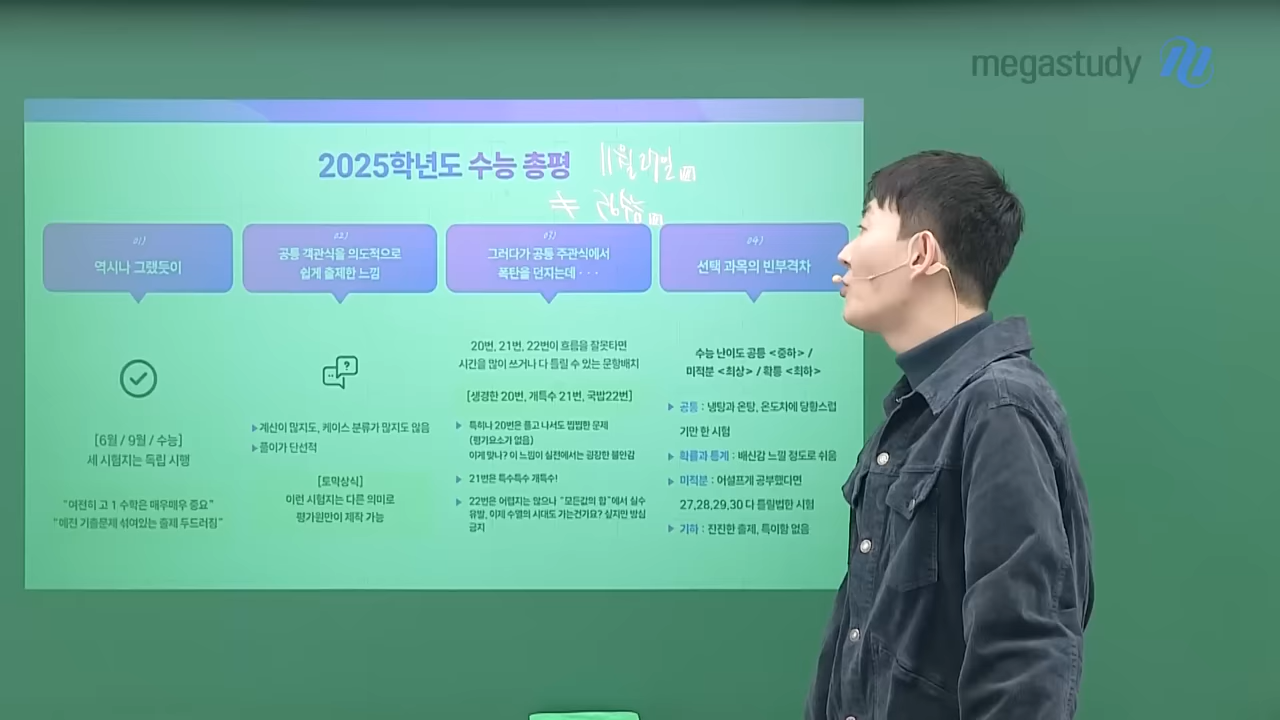 megastudy
2025학년도 수능 총평
11월 27일
≠
01)
역시나 그랬듯이
[6월 / 9월 / 수능]
세 시험지는 독립 시행
"여전히 고 1 수학은 매우매우 중요"
"예전 기출문제 섞여있는 출제 두드러짐"
02)
공통 객관식을 의도적으로
쉽게 출제한 느낌
계산이 많지도, 케이스 분류가 많지도 않음
풀이가 단선적
[토막상식]
이런 시험지는 다른 의미로
평가원만이 제작 가능
03)
그러다가 공통 주관식에서
폭탄을 던지는데 · · ·
20번, 21번, 22번이 흐름을 잘못타면
시간을 많이 쓰거나 다 틀릴 수 있는 문항배치
[생경한 20번, 개특수 21번, 국밥22번]
특히나 20번은 풀고 나서도 찝찝한 문제
(평가요소가 없음)
이게 맞나? 이 느낌이 실전에서는 굉장한 불안감
21번은 특수특수 개특수!
22번은 어렵지는 않으나 "모든값의 합"에서 실수
유발, 이제 수열의 시대도 가는건가요? 싶지만 방심
금지
04)
선택 과목의 빈부격차
수능 난이도 공통 <중하> /
미적분 <최상> / 확통 <최하>
공통 : 냉탕과 온탕, 온도차에 당황스럽
기만 한 시험
확률과 통계 : 배신감 느낄 정도로 쉬움
미적분 : 어설프게 공부했다면
27,28,29,30 다 틀릴법한 시험
기하 : 잔잔한 출제, 특이함 없음